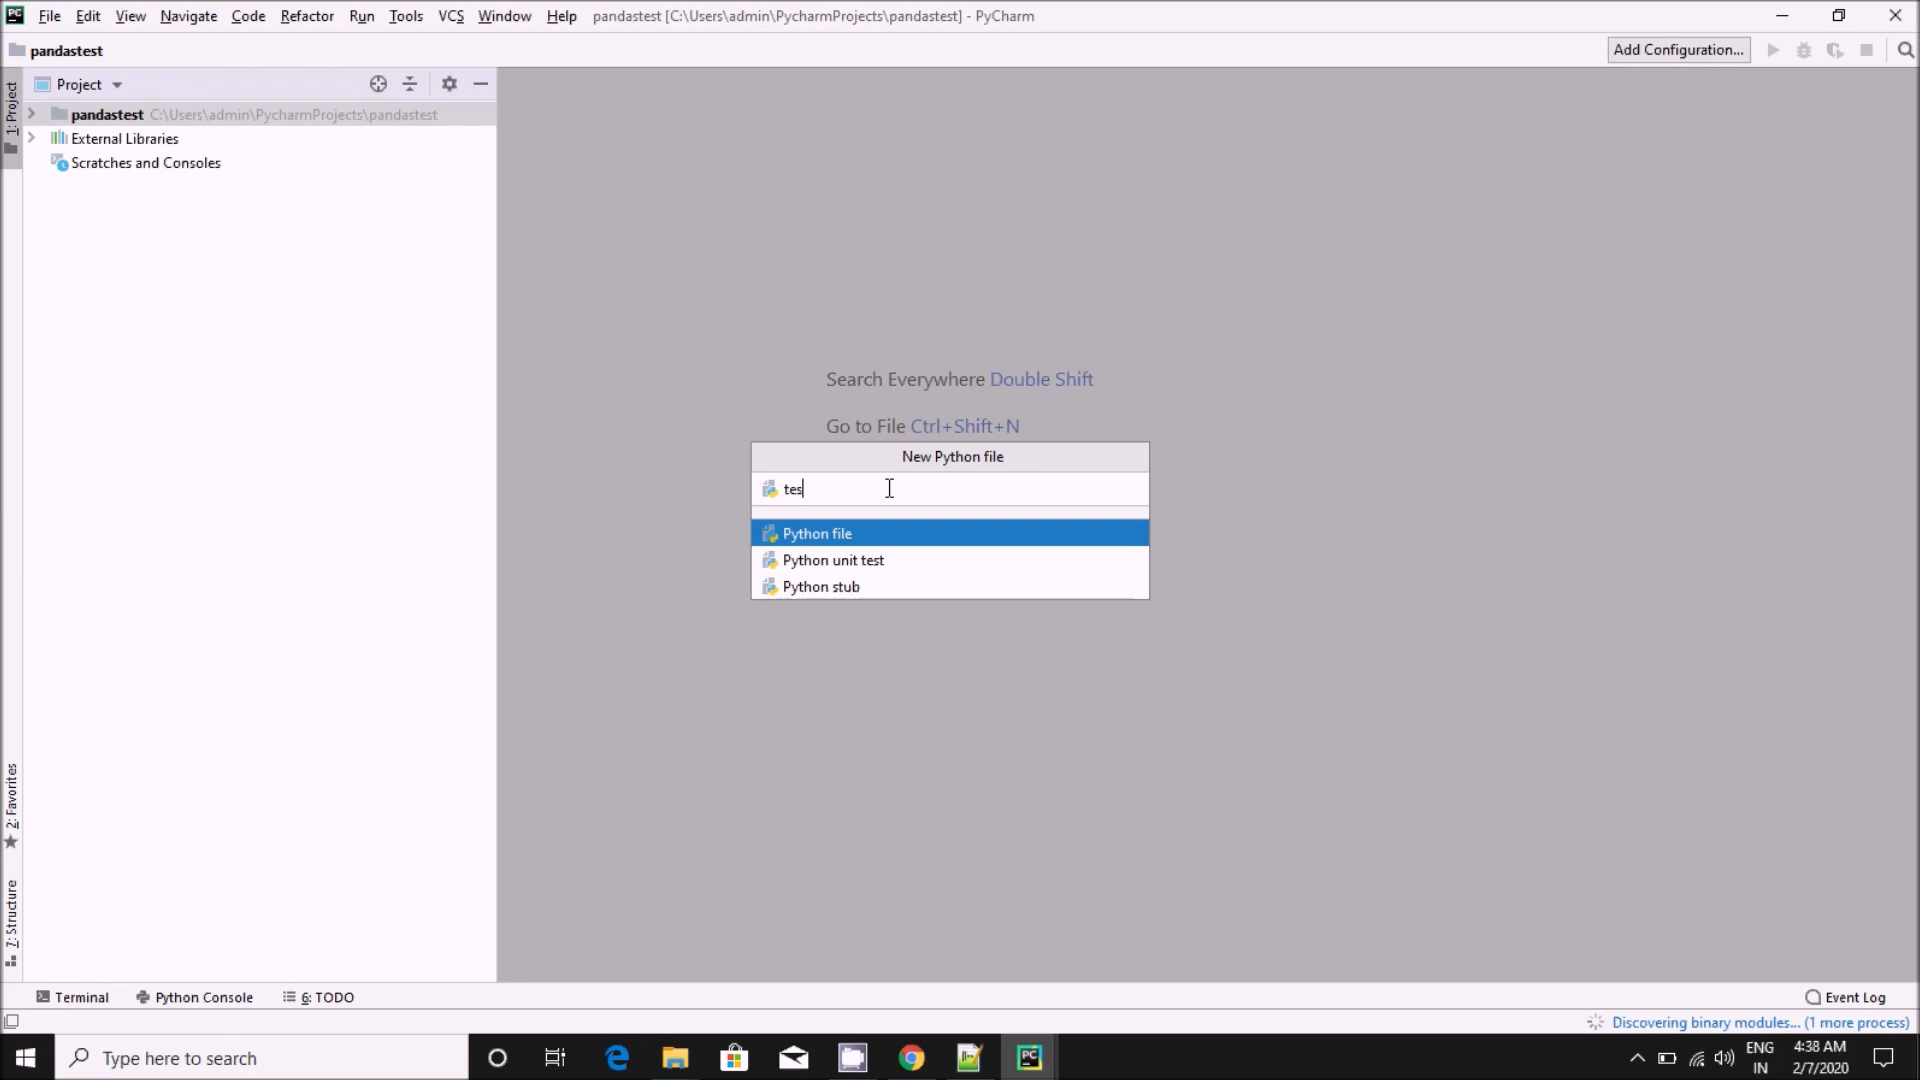 PC File Edit View Navigate Code Refactor Run Tools VCS Window Help pandastest [C:\Users\admin\PycharmProjects\pandastest] - PyCharm
pandastest Add Configuration...
1: Project
Project
pandastest C:\Users\admin\PycharmProjects\pandastest
External Libraries
Scratches and Consoles
Search Everywhere Double Shift
Go to File Ctrl+Shift+N
New Python file
tes
Python file
Python unit test
Python stub
2: Favorites
7: Structure
Terminal Python Console 6: TODO Event Log
Discovering binary modules... (1 more process)
Type here to search
PC
ENG
IN
4:38 AM
2/7/2020